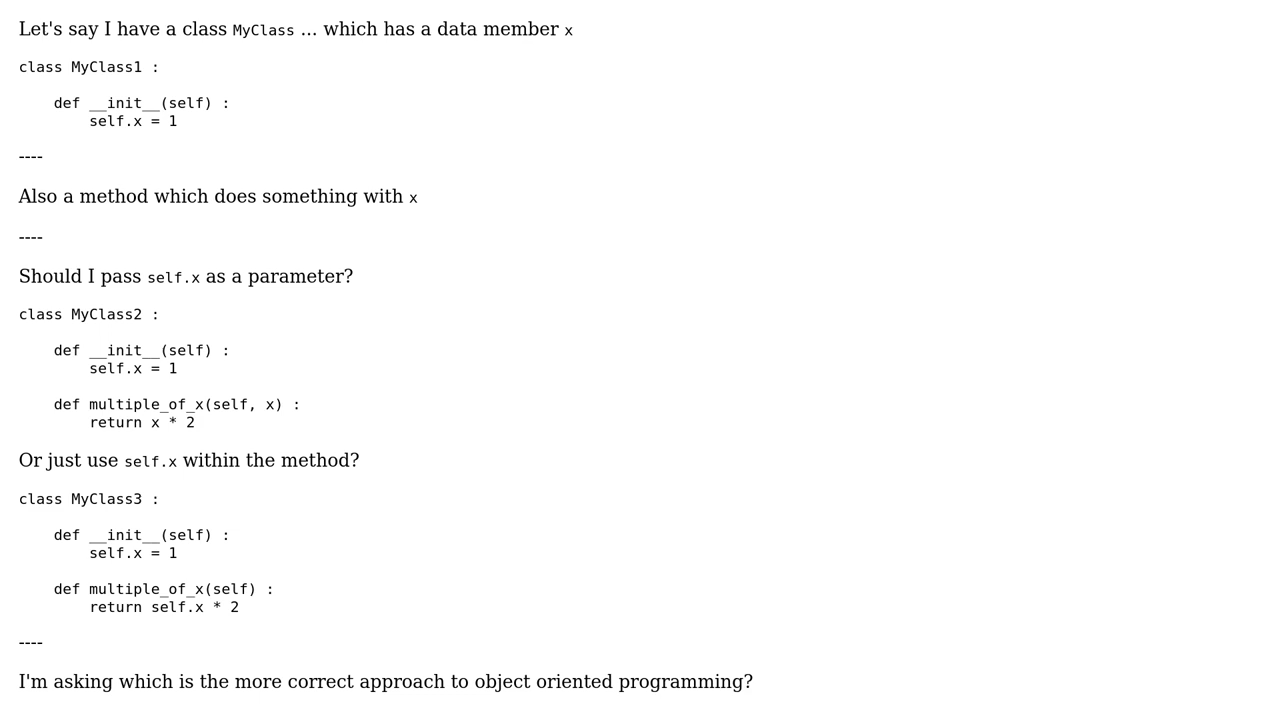 Let's say I have a class MyClass ... which has a data member x
class MyClass1 :
    def __init__(self) :
        self.x = 1
----
Also a method which does something with x
----
Should I pass self.x as a parameter?
class MyClass2 :
    def __init__(self) :
        self.x = 1
    def multiple_of_x(self, x) :
        return x * 2
Or just use self.x within the method?
class MyClass3 :
    def __init__(self) :
        self.x = 1
    def multiple_of_x(self) :
        return self.x * 2
----
I'm asking which is the more correct approach to object oriented programming?